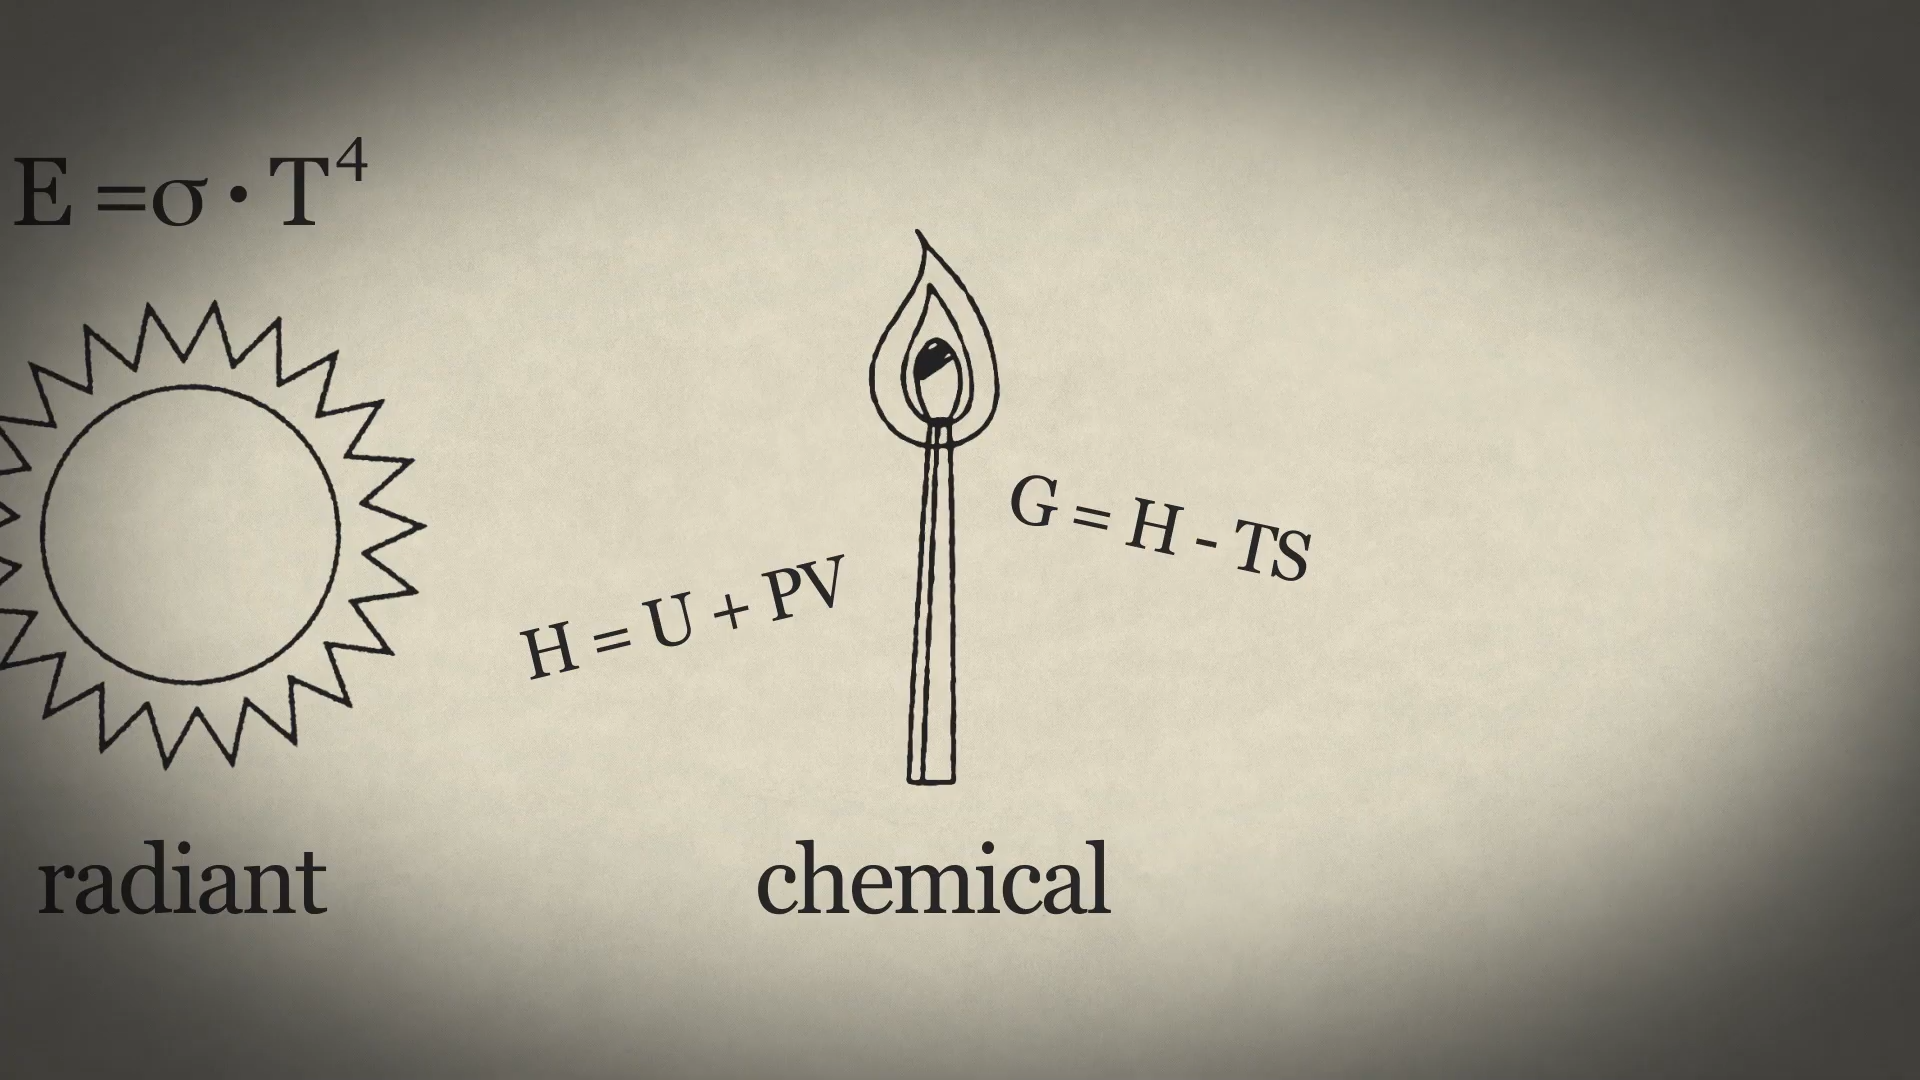 E =σ · T⁴
H = U + PV
G = H - TS
radiant
chemical